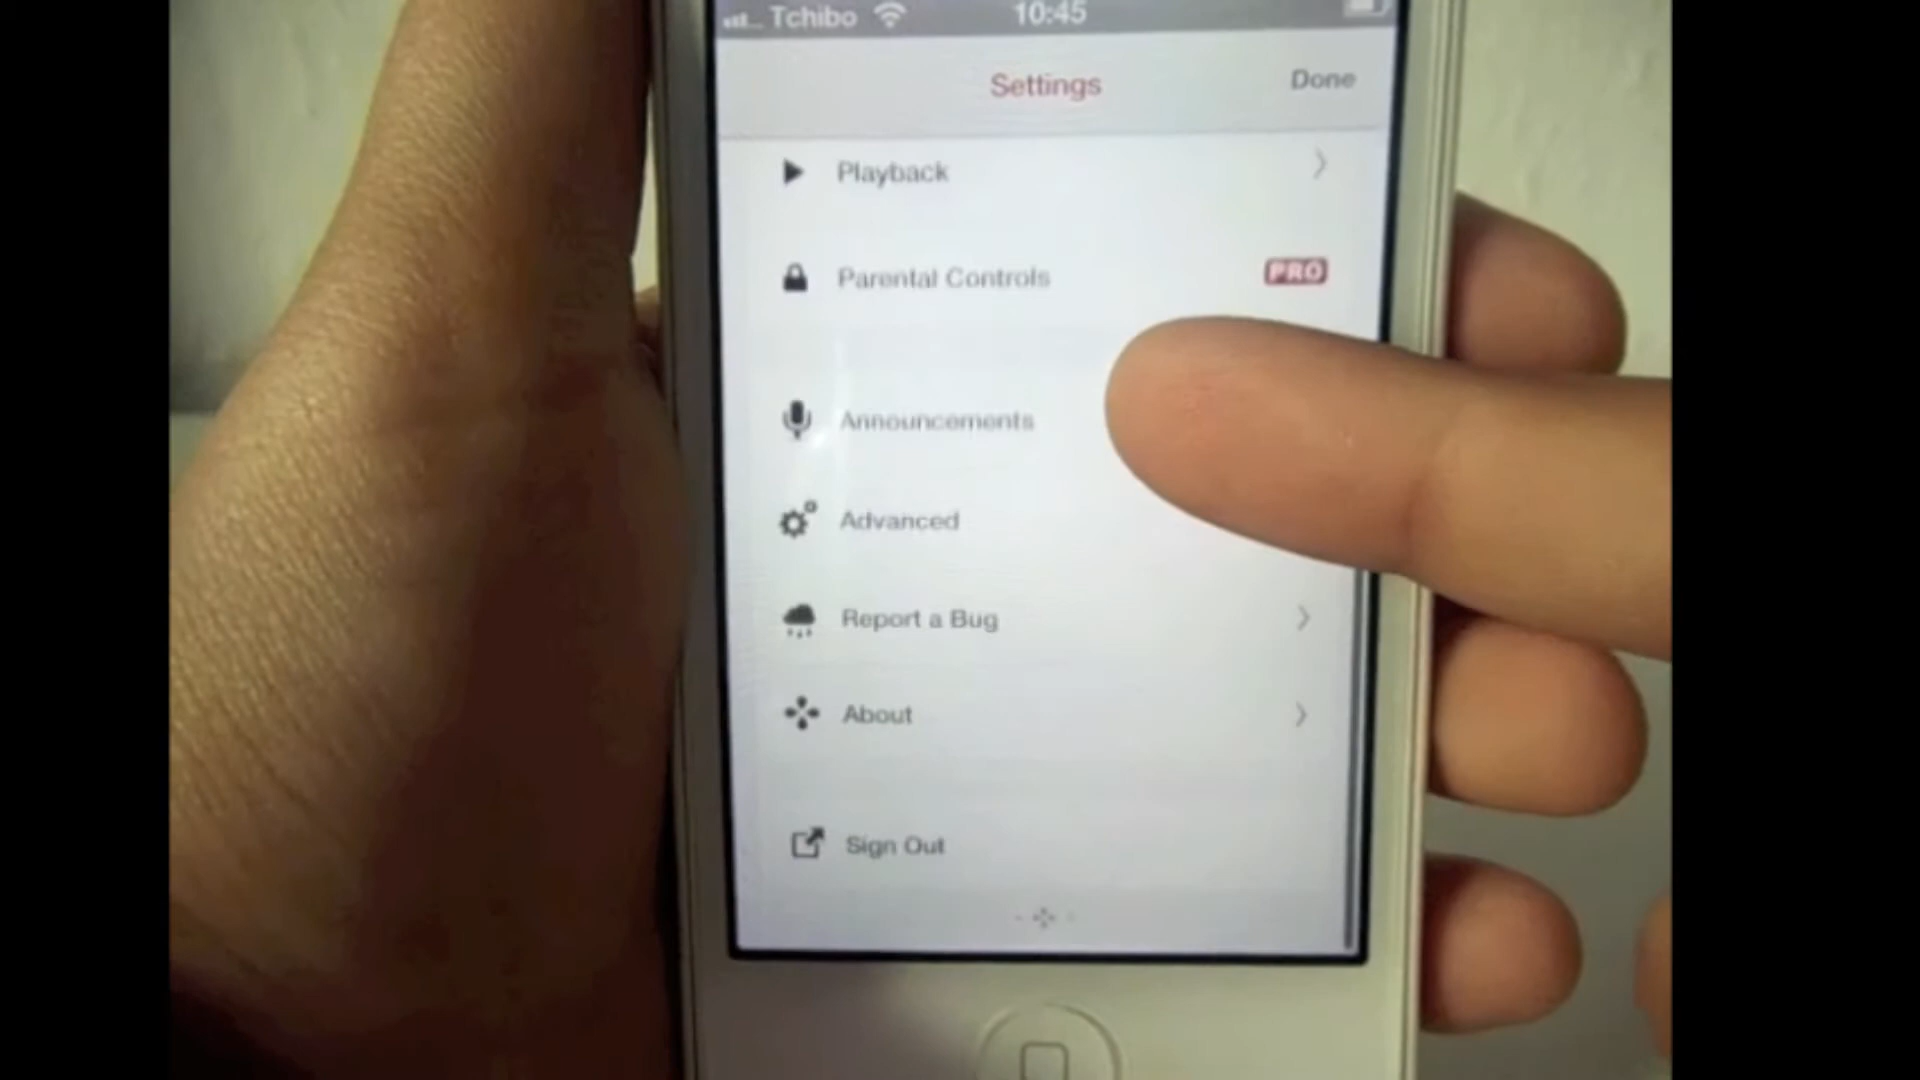 Tchibo 10:45
Settings Done
Playback
Parental Controls PRO
Announcements
Advanced
Report a Bug
About
Sign Out